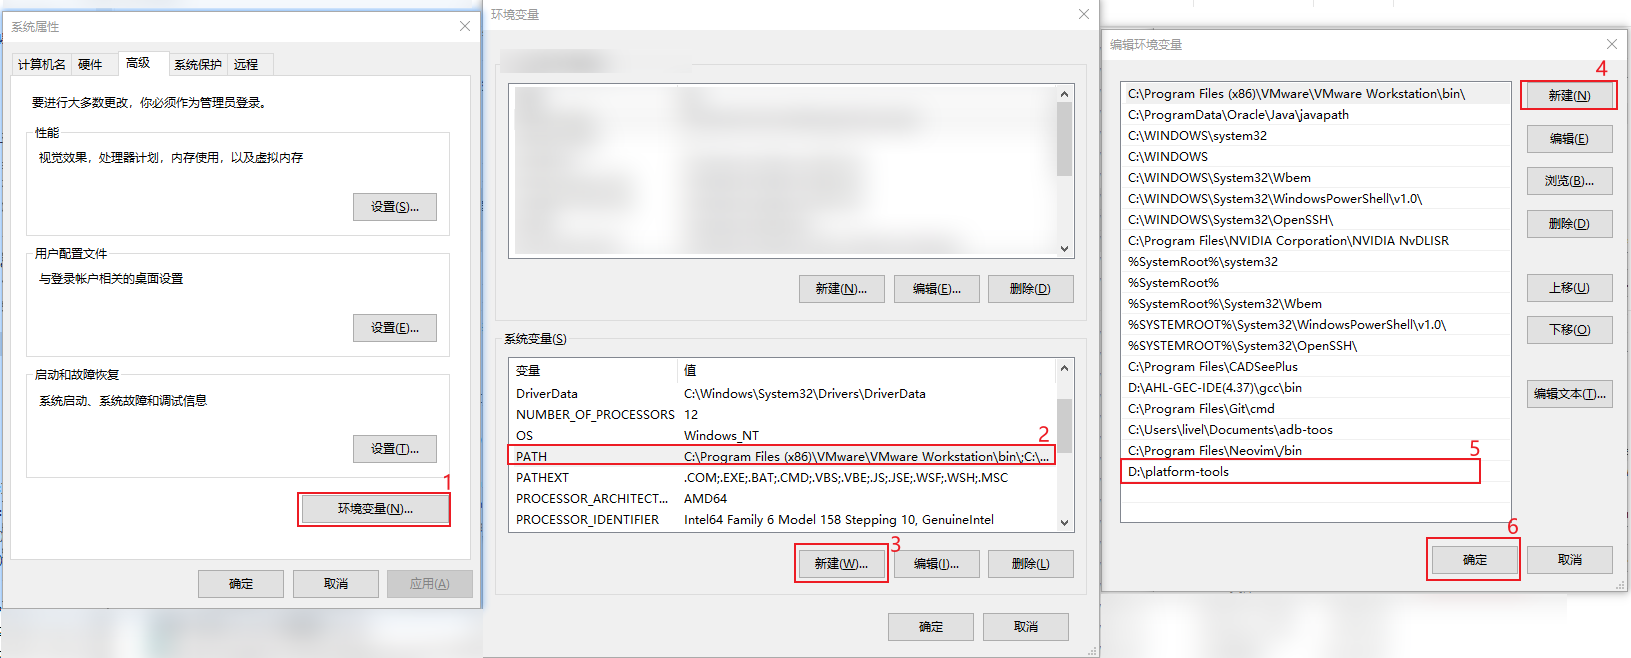 系统属性
计算机名 硬件 高级 系统保护 远程
要进行大多数更改，你必须作为管理员登录。
性能
视觉效果，处理器计划，内存使用，以及虚拟内存
设置(S)...
用户配置文件
与登录帐户相关的桌面设置
设置(E)...
启动和故障恢复
系统启动、系统故障和调试信息
设置(T)...
1
环境变量(N)...
确定 取消 应用(A)
环境变量
新建(N)... 编辑(E)... 删除(D)
系统变量(S)
变量 值
DriverData C:\Windows\System32\Drivers\DriverData
NUMBER_OF_PROCESSORS 12
OS Windows_NT
2
PATH C:\Program Files (x86)\VMware\VMware Workstation\bin\;C:\...
PATHEXT .COM;.EXE;.BAT;.CMD;.VBS;.VBE;.JS;.JSE;.WSF;.WSH;.MSC
PROCESSOR_ARCHITECT... AMD64
PROCESSOR_IDENTIFIER Intel64 Family 6 Model 158 Stepping 10, GenuineIntel
3
新建(W)... 编辑(I)... 删除(L)
确定 取消
编辑环境变量
4
C:\Program Files (x86)\VMware\VMware Workstation\bin\
C:\ProgramData\Oracle\Java\javapath
C:\WINDOWS\system32
C:\WINDOWS
C:\WINDOWS\System32\Wbem
C:\WINDOWS\System32\WindowsPowerShell\v1.0\
C:\WINDOWS\System32\OpenSSH\
C:\Program Files\NVIDIA Corporation\NVIDIA NvDLISR
%SystemRoot%\system32
%SystemRoot%
%SystemRoot%\System32\Wbem
%SYSTEMROOT%\System32\WindowsPowerShell\v1.0\
%SYSTEMROOT%\System32\OpenSSH\
C:\Program Files\CADSeePlus
D:\AHL-GEC-IDE(4.37)\gcc\bin
C:\Program Files\Git\cmd
C:\Users\livel\Documents\adb-toos
C:\Program Files\Neovim\/bin
5
D:\platform-tools
新建(N)
编辑(E)
浏览(B)...
删除(D)
上移(U)
下移(O)
编辑文本(T)...
6
确定 取消